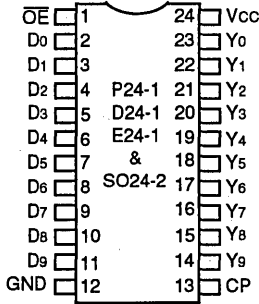 O̅E̅ 1 24 Vcc
D0 2 23 Y0
D1 3 22 Y1
D2 4 P24-1 21 Y2
D3 5 D24-1 20 Y3
D4 6 E24-1 19 Y4
D5 7 & 18 Y5
D6 8 SO24-2 17 Y6
D7 9 16 Y7
D8 10 15 Y8
D9 11 14 Y9
GND 12 13 CP